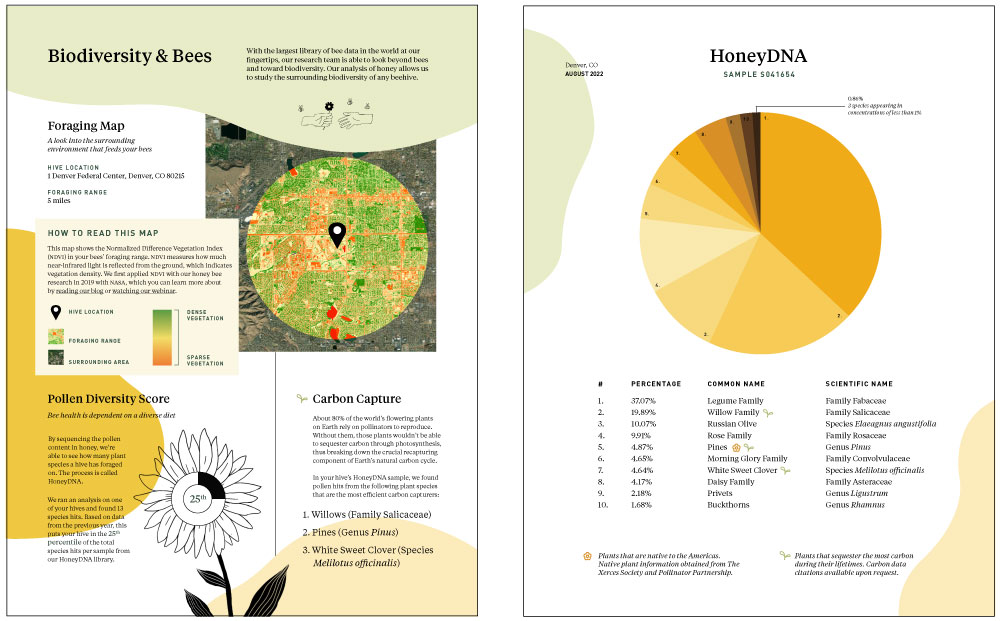 Biodiversity & Bees
With the largest library of bee data in the world at our
fingertips, our research team is able to look beyond bees
and toward biodiversity. Our analysis of honey allows us
to study the surrounding biodiversity of any beehive.
Foraging Map
A look into the surrounding
environment that feeds your bees
HIVE LOCATION
1 Denver Federal Center, Denver, CO 80215
FORAGING RANGE
5 miles
HOW TO READ THIS MAP
This map shows the Normalized Difference Vegetation Index
(NDVI) in your bees' foraging range. NDVI measures how much
near-infrared light is reflected from the ground, which indicates
vegetation density. We first applied NDVI with our honey bee
research in 2019 with NASA, which you can learn more about
by reading our blog or watching our webinar.
HIVE LOCATION
FORAGING RANGE
SURROUNDING AREA
DENSE
VEGETATION
SPARSE
VEGETATION
Pollen Diversity Score
Bee health is dependent on a diverse diet
By sequencing the pollen
content in honey, we're
able to see how many plant
species a hive has foraged
on. The process is called
HoneyDNA.
We ran an analysis on one
of your hives and found 13
species hits. Based on data
from the previous year, this
puts your hive in the 25th
percentile of the total
species hits per sample from
our HoneyDNA library.
25th
Carbon Capture
About 80% of the world's flowering plants
on Earth rely on pollinators to reproduce.
Without them, those plants wouldn't be able
to sequester carbon through photosynthesis,
thus breaking down the crucial recapturing
component of Earth's natural carbon cycle.
In your hive's HoneyDNA sample, we found
pollen hits from the following plant species
that are the most efficient carbon capturers:
1. Willows (Family Salicaceae)
2. Pines (Genus Pinus)
3. White Sweet Clover (Species
Melilotus officinalis)
Denver, CO
AUGUST 2022
HoneyDNA
SAMPLE S041654
0.86%
3 species appearing in
concentrations of less than 1%
1.
2.
2.
4.
5.
6.
7.
8.
9.
10.
# PERCENTAGE COMMON NAME SCIENTIFIC NAME
1. 37.07% Legume Family Family Fabaceae
2. 19.89% Willow Family Family Salicaceae
3. 10.07% Russian Olive Species Elaeagnus angustifolia
4. 9.91% Rose Family Family Rosaceae
5. 4.87% Pines Genus Pinus
6. 4.65% Morning Glory Family Family Convolvulaceae
7. 4.64% White Sweet Clover Species Melilotus officinalis
8. 4.17% Daisy Family Family Asteraceae
9. 2.18% Privets Genus Ligustrum
10. 1.68% Buckthorns Genus Rhamnus
Plants that are native to the Americas.
Native plant information obtained from The
Xerces Society and Pollinator Partnership.
Plants that sequester the most carbon
during their lifetimes. Carbon data
citations available upon request.